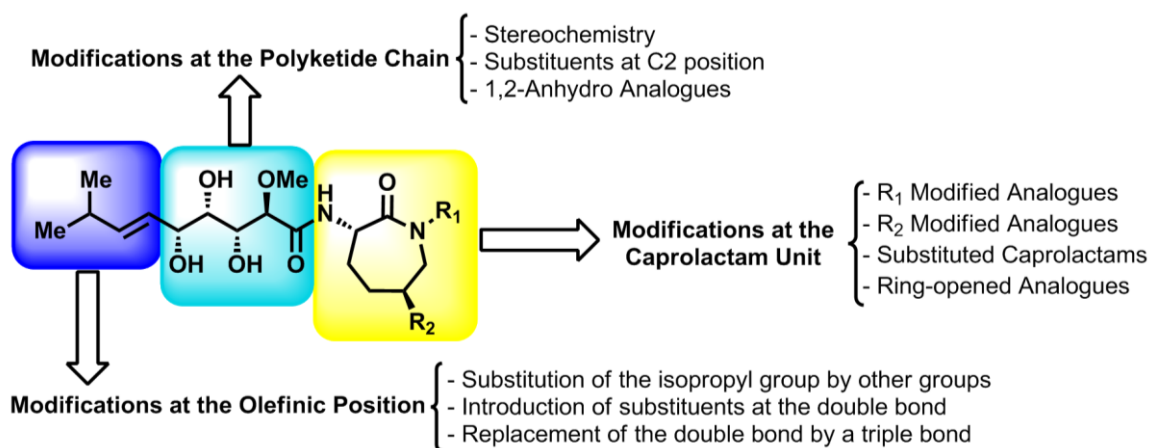 Modifications at the Polyketide Chain
- Stereochemistry
- Substituents at C2 position
- 1,2-Anhydro Analogues
Me
Me
OH
OMe
OH
OH
O
H
N
O
N
R1
R2
Modifications at the
Caprolactam Unit
- R1 Modified Analogues
- R2 Modified Analogues
- Substituted Caprolactams
- Ring-opened Analogues
Modifications at the Olefinic Position
- Substitution of the isopropyl group by other groups
- Introduction of substituents at the double bond
- Replacement of the double bond by a triple bond